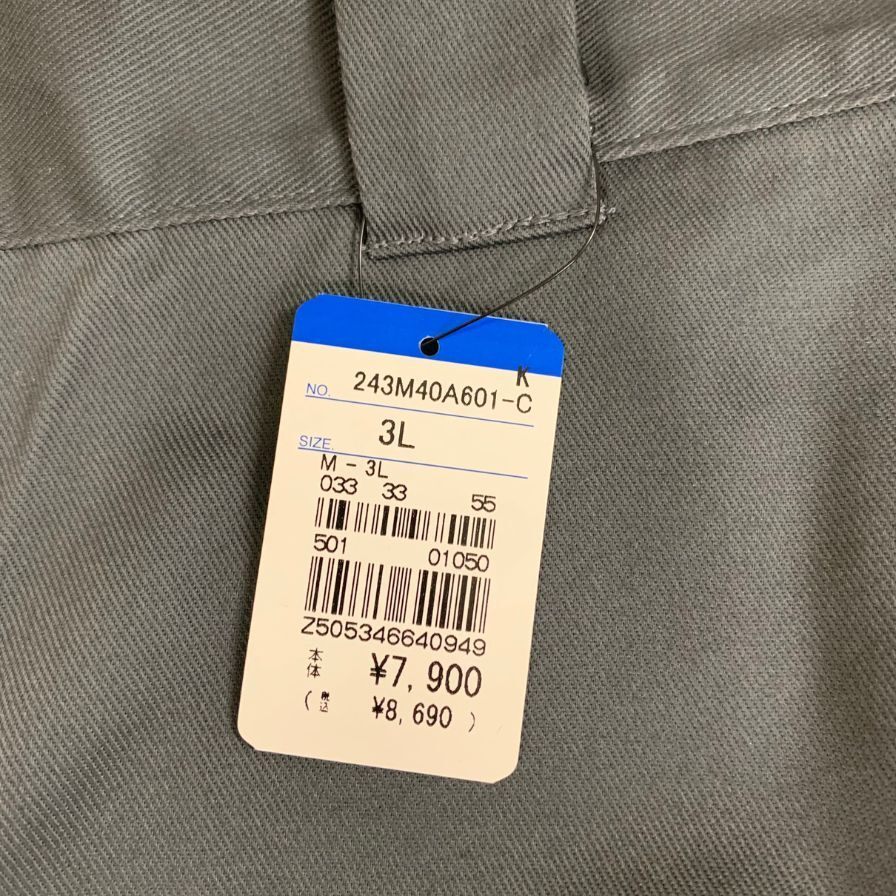 K
NO. 243M40A601-C
SIZE. 3L
M - 3L
033 33 55
501 01050
Z505346640949
本体 ¥7,900
(税込 ¥8,690)